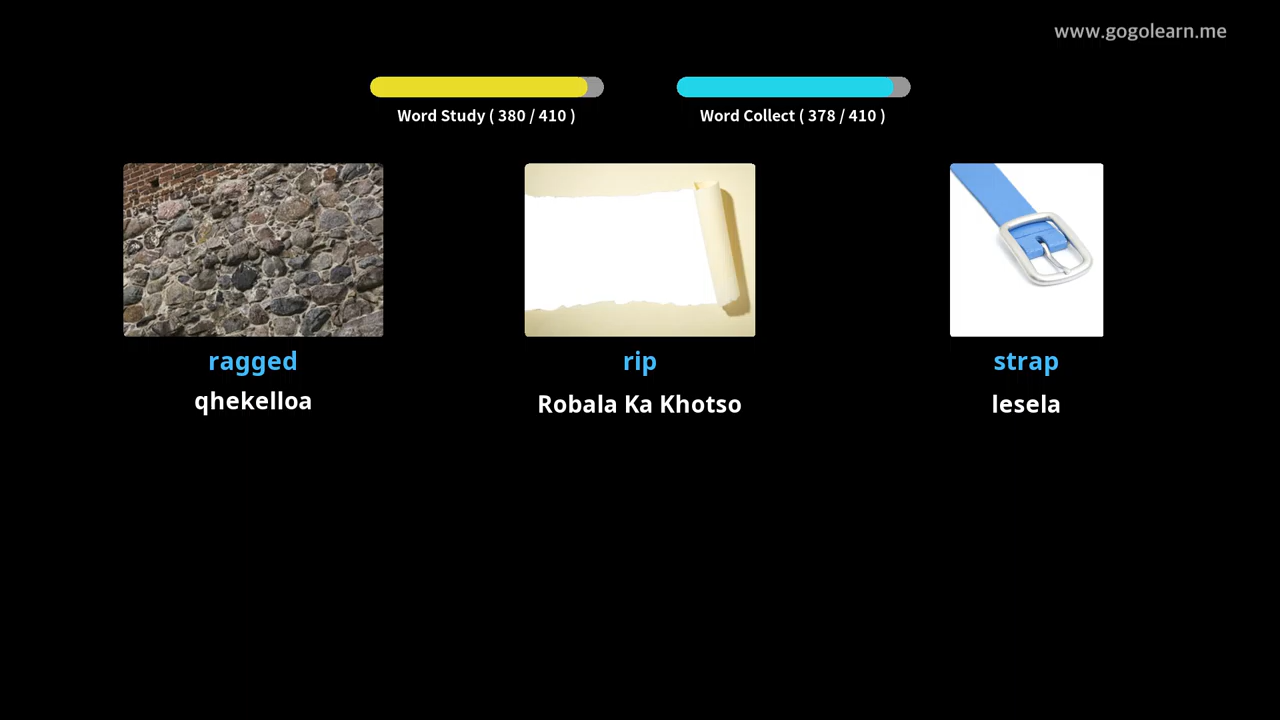 www.gogolearn.me
Word Study ( 380 / 410 )
Word Collect ( 378 / 410 )
ragged
rip
strap
qhekelloa
Robala Ka Khotso
lesela